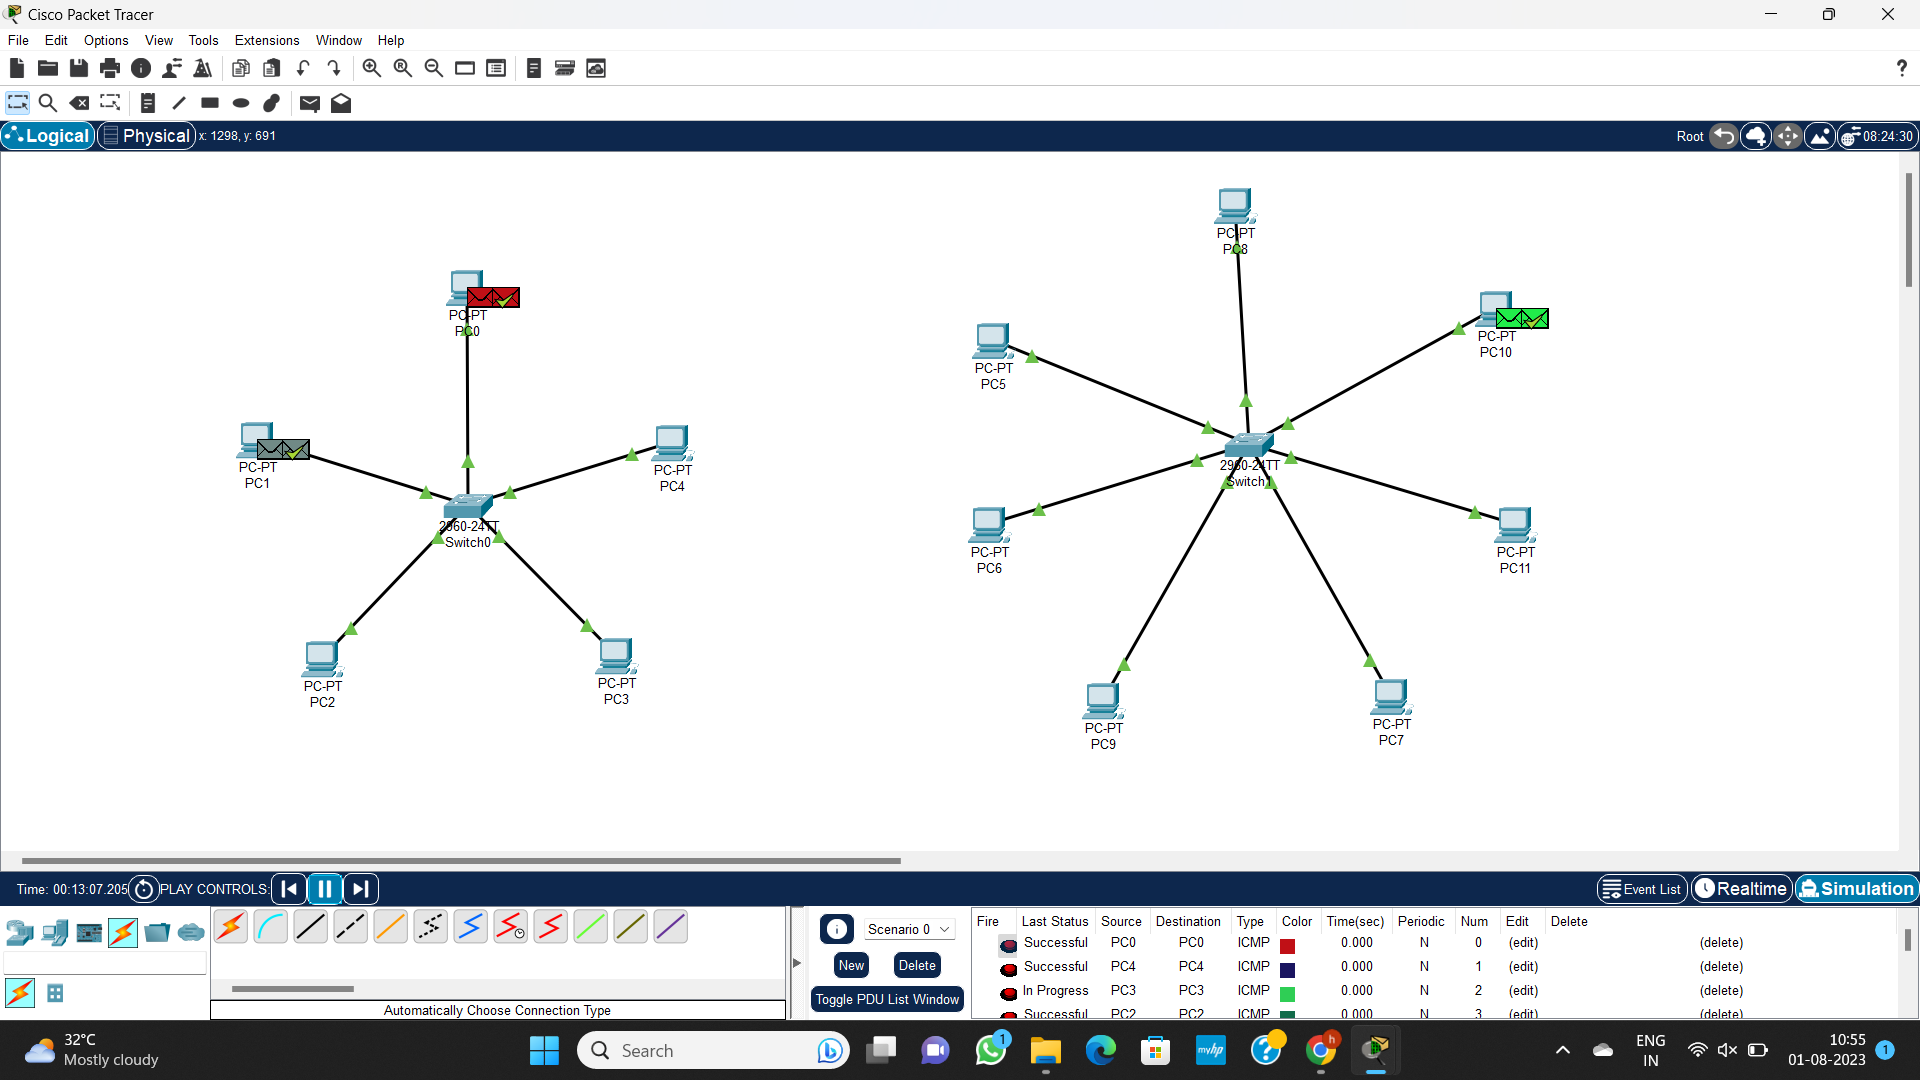 Cisco Packet Tracer
File Edit Options View Tools Extensions Window Help
Logical Physical x: 1298, y: 691 Root 08:24:30
PC-PT
PC8
PC-PT
PC0
PC-PT
PC10
PC-PT
PC5
PC-PT
PC1
PC-PT
PC4
2960-24TT
Switch1
2960-24TT
Switch0
PC-PT
PC6
PC-PT
PC11
PC-PT
PC2
PC-PT
PC3
PC-PT
PC9
PC-PT
PC7
Time: 00:13:07.205 PLAY CONTROLS: Event List Realtime Simulation
Scenario 0
New Delete
Toggle PDU List Window
Automatically Choose Connection Type
Fire Last Status Source Destination Type Color Time(sec) Periodic Num Edit Delete
Successful PC0 PC0 ICMP 0.000 N 0 (edit) (delete)
Successful PC4 PC4 ICMP 0.000 N 1 (edit) (delete)
In Progress PC3 PC3 ICMP 0.000 N 2 (edit) (delete)
Successful PC2 PC2 ICMP 0.000 N 3 (edit) (delete)
32°C
Mostly cloudy
Search
1
myhp
h
ENG
IN
10:55
01-08-2023
1